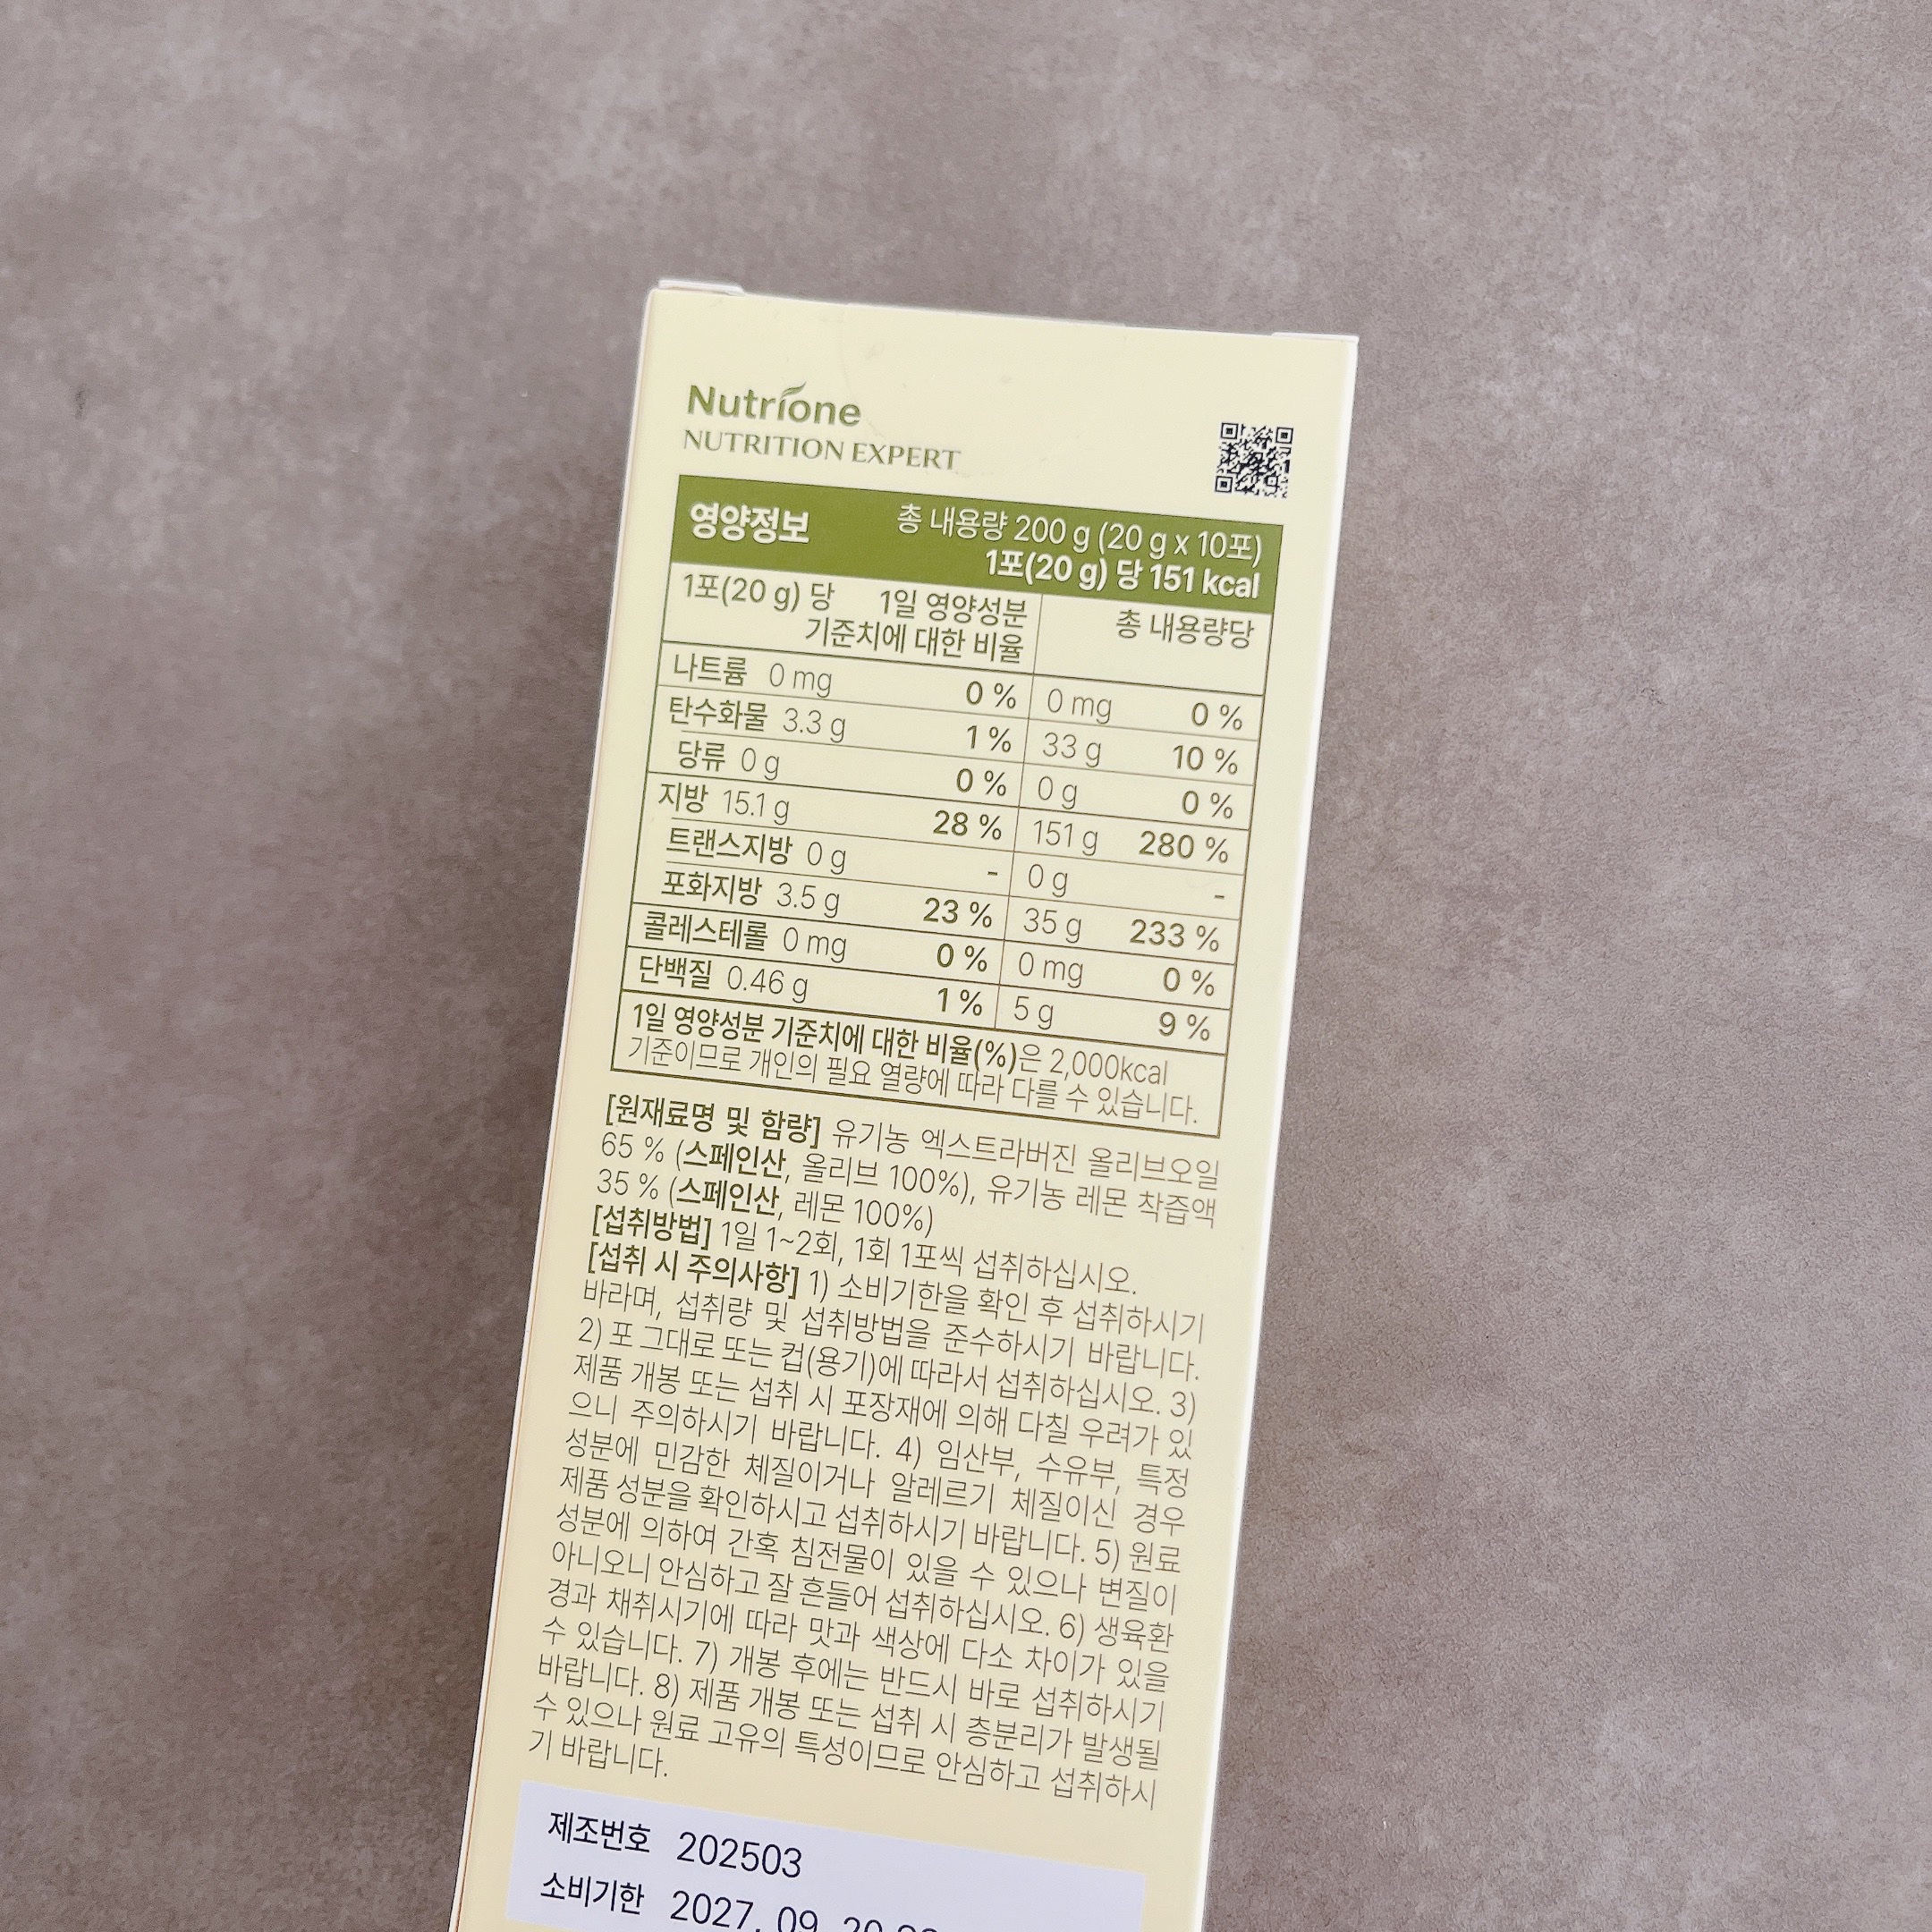 Nutrione
NUTRITION EXPERT
영양정보
총 내용량 200 g (20 g x 10포)
1포(20 g) 당 151 kcal
1포(20 g) 당 1일 영양성분 기준치에 대한 비율 총 내용량당
나트륨 0 mg 0 % 0 mg 0 %
탄수화물 3.3 g 1 % 33 g 10 %
당류 0 g 0 % 0 g 0 %
지방 15.1 g 28 % 151 g 280 %
트랜스지방 0 g - 0 g -
포화지방 3.5 g 23 % 35 g 233 %
콜레스테롤 0 mg 0 % 0 mg 0 %
단백질 0.46 g 1 % 5 g 9 %
1일 영양성분 기준치에 대한 비율(%)은 2,000kcal
기준이므로 개인의 필요 열량에 따라 다를 수 있습니다.
[원재료명 및 함량] 유기농 엑스트라버진 올리브오일
65 % (스페인산, 올리브 100%), 유기농 레몬 착즙액
35 % (스페인산, 레몬 100%)
[섭취방법] 1일 1~2회, 1회 1포씩 섭취하십시오.
[섭취 시 주의사항] 1) 소비기한을 확인 후 섭취하시기
바라며, 섭취량 및 섭취방법을 준수하시기 바랍니다.
2) 포 그대로 또는 컵(용기)에 따라서 섭취하십시오. 3)
제품 개봉 또는 섭취 시 포장재에 의해 다칠 우려가 있
으니 주의하시기 바랍니다. 4) 임산부, 수유부, 특정
성분에 민감한 체질이거나 알레르기 체질이신 경우
제품 성분을 확인하시고 섭취하시기 바랍니다. 5) 원료
성분에 의하여 간혹 침전물이 있을 수 있으나 변질이
아니오니 안심하고 잘 흔들어 섭취하십시오. 6) 생육환
경과 채취시기에 따라 맛과 색상에 다소 차이가 있을
수 있습니다. 7) 개봉 후에는 반드시 바로 섭취하시기
바랍니다. 8) 제품 개봉 또는 섭취 시 층분리가 발생될
수 있으나 원료 고유의 특성이므로 안심하고 섭취하시
기 바랍니다.
제조번호 202503
소비기한 2027. 09.